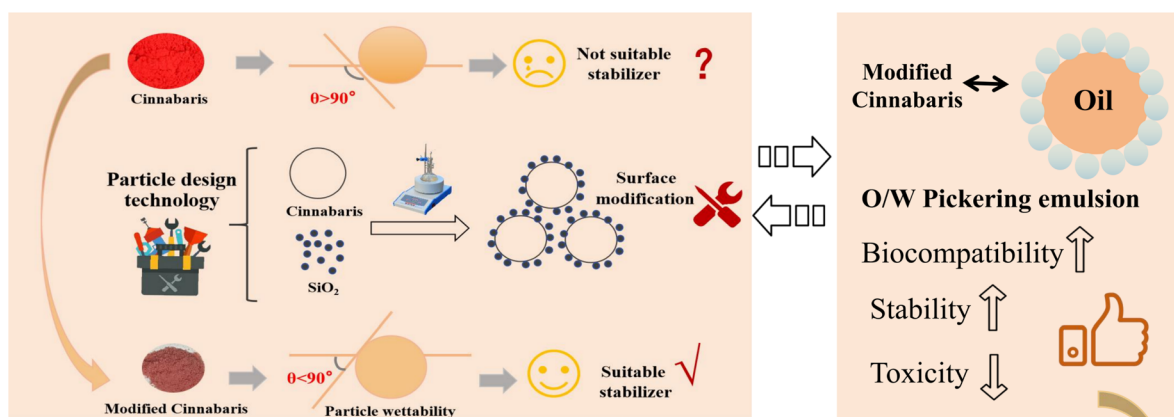 Cinnabaris
θ>90°
Not suitable
stabilizer
?
Particle design
technology
Cinnabaris
SiO₂
Surface
modification
Modified Cinnabaris
θ<90°
Particle wettability
Suitable
stabilizer
√
Modified
Cinnabaris
Oil
O/W Pickering emulsion
Biocompatibility
Stability
Toxicity